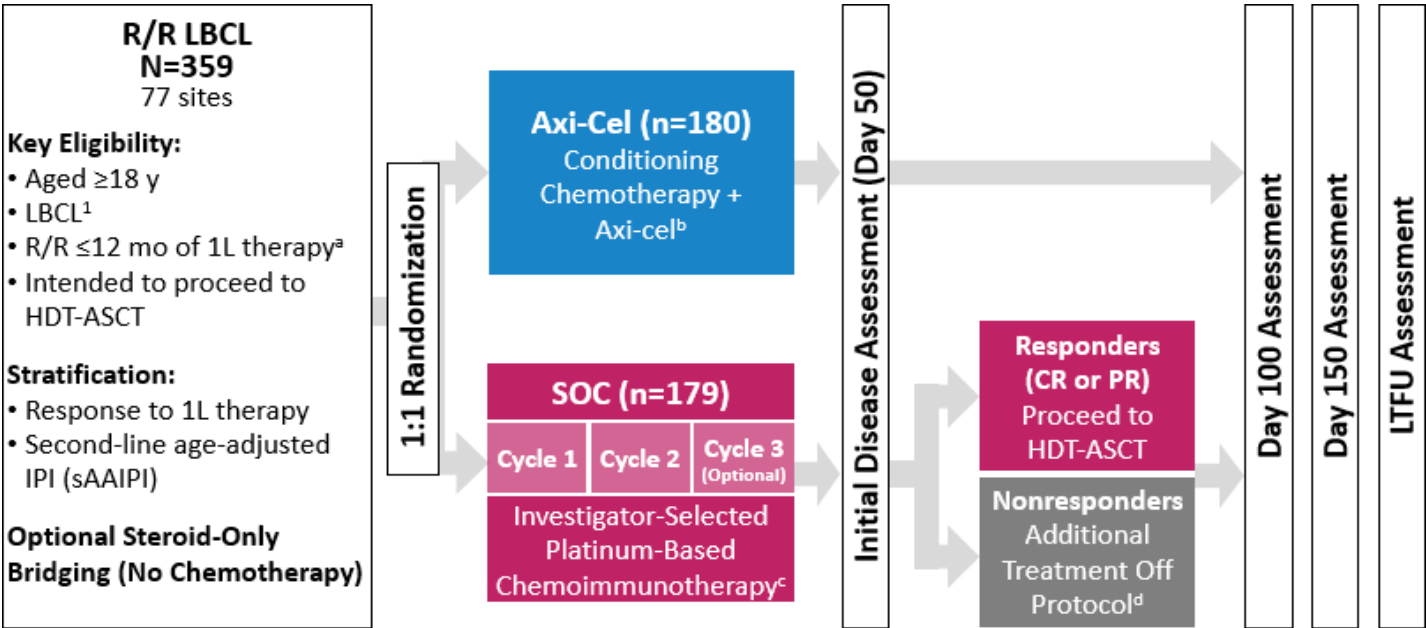 R/R LBCL
N=359
77 sites
Key Eligibility:
• Aged ≥18 y
• LBCL¹
• R/R ≤12 mo of 1L therapyᵃ
• Intended to proceed to
HDT-ASCT
Stratification:
• Response to 1L therapy
• Second-line age-adjusted
IPI (sAAIPI)
Optional Steroid-Only
Bridging (No Chemotherapy)
1:1 Randomization
Axi-Cel (n=180)
Conditioning
Chemotherapy +
Axi-celᵇ
SOC (n=179)
Cycle 1
Cycle 2
Cycle 3
(Optional)
Investigator-Selected
Platinum-Based
Chemoimmunotherapyᶜ
Initial Disease Assessment (Day 50)
Responders
(CR or PR)
Proceed to
HDT-ASCT
Nonresponders
Additional
Treatment Off
Protocolᵈ
Day 100 Assessment
Day 150 Assessment
LTFU Assessment